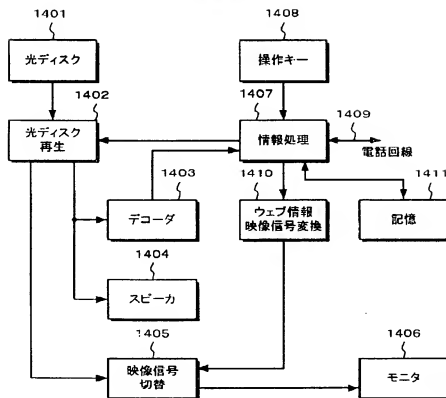 1401
光ディスク
1408
操作キー
1402
光ディスク
再生
1407
情報処理
1409
電話回線
1403
デコーダ
1410
ウェブ情報
映像信号変換
1411
記憶
1404
スピーカ
1405
映像信号
切替
1406
モニタ